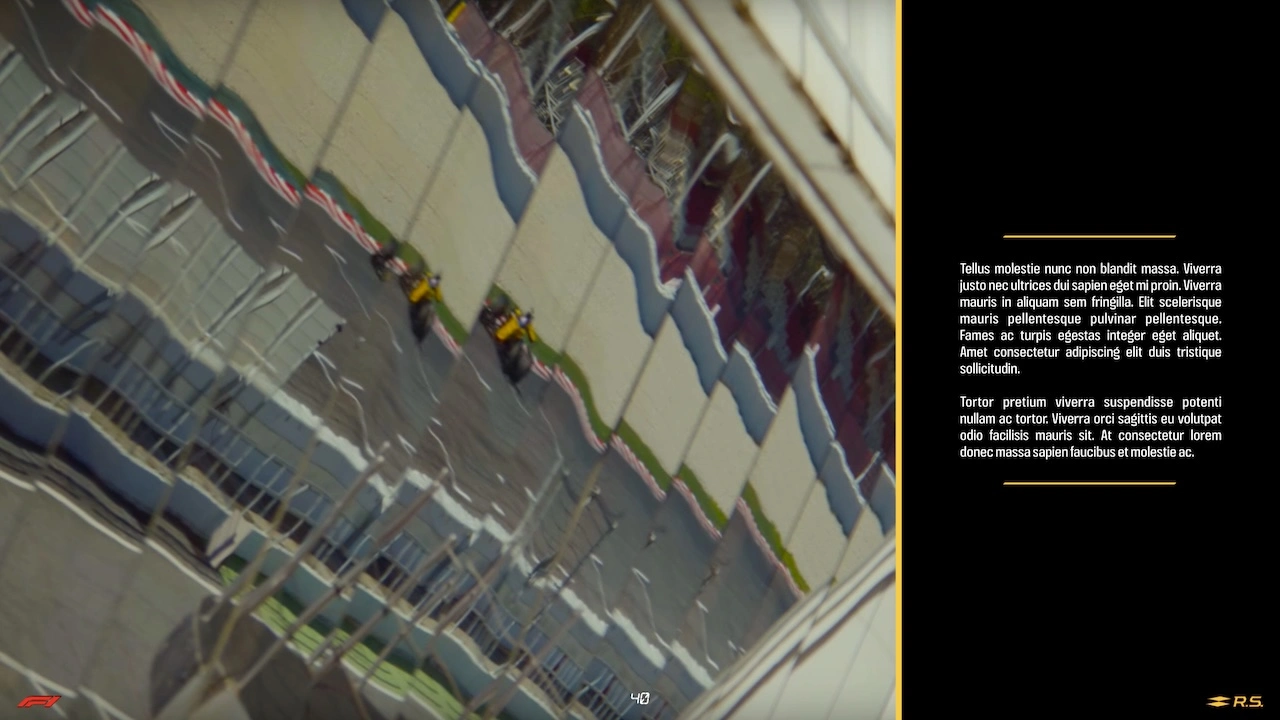 Tellus molestie nunc non blandit massa. Viverra
justo nec ultrices dui sapien eget mi proin. Viverra
mauris in aliquam sem fringilla. Elit scelerisque
mauris pellentesque pulvinar pellentesque.
Fames ac turpis egestas integer eget aliquet.
Amet consectetur adipiscing elit duis tristique
sollicitudin.
Tortor pretium viverra suspendisse potenti
nullam ac tortor. Viverra orci sagittis eu volutpat
odio facilisis mauris sit. At consectetur lorem
donec massa sapien faucibus et molestie ac.
F1
40
R.S.